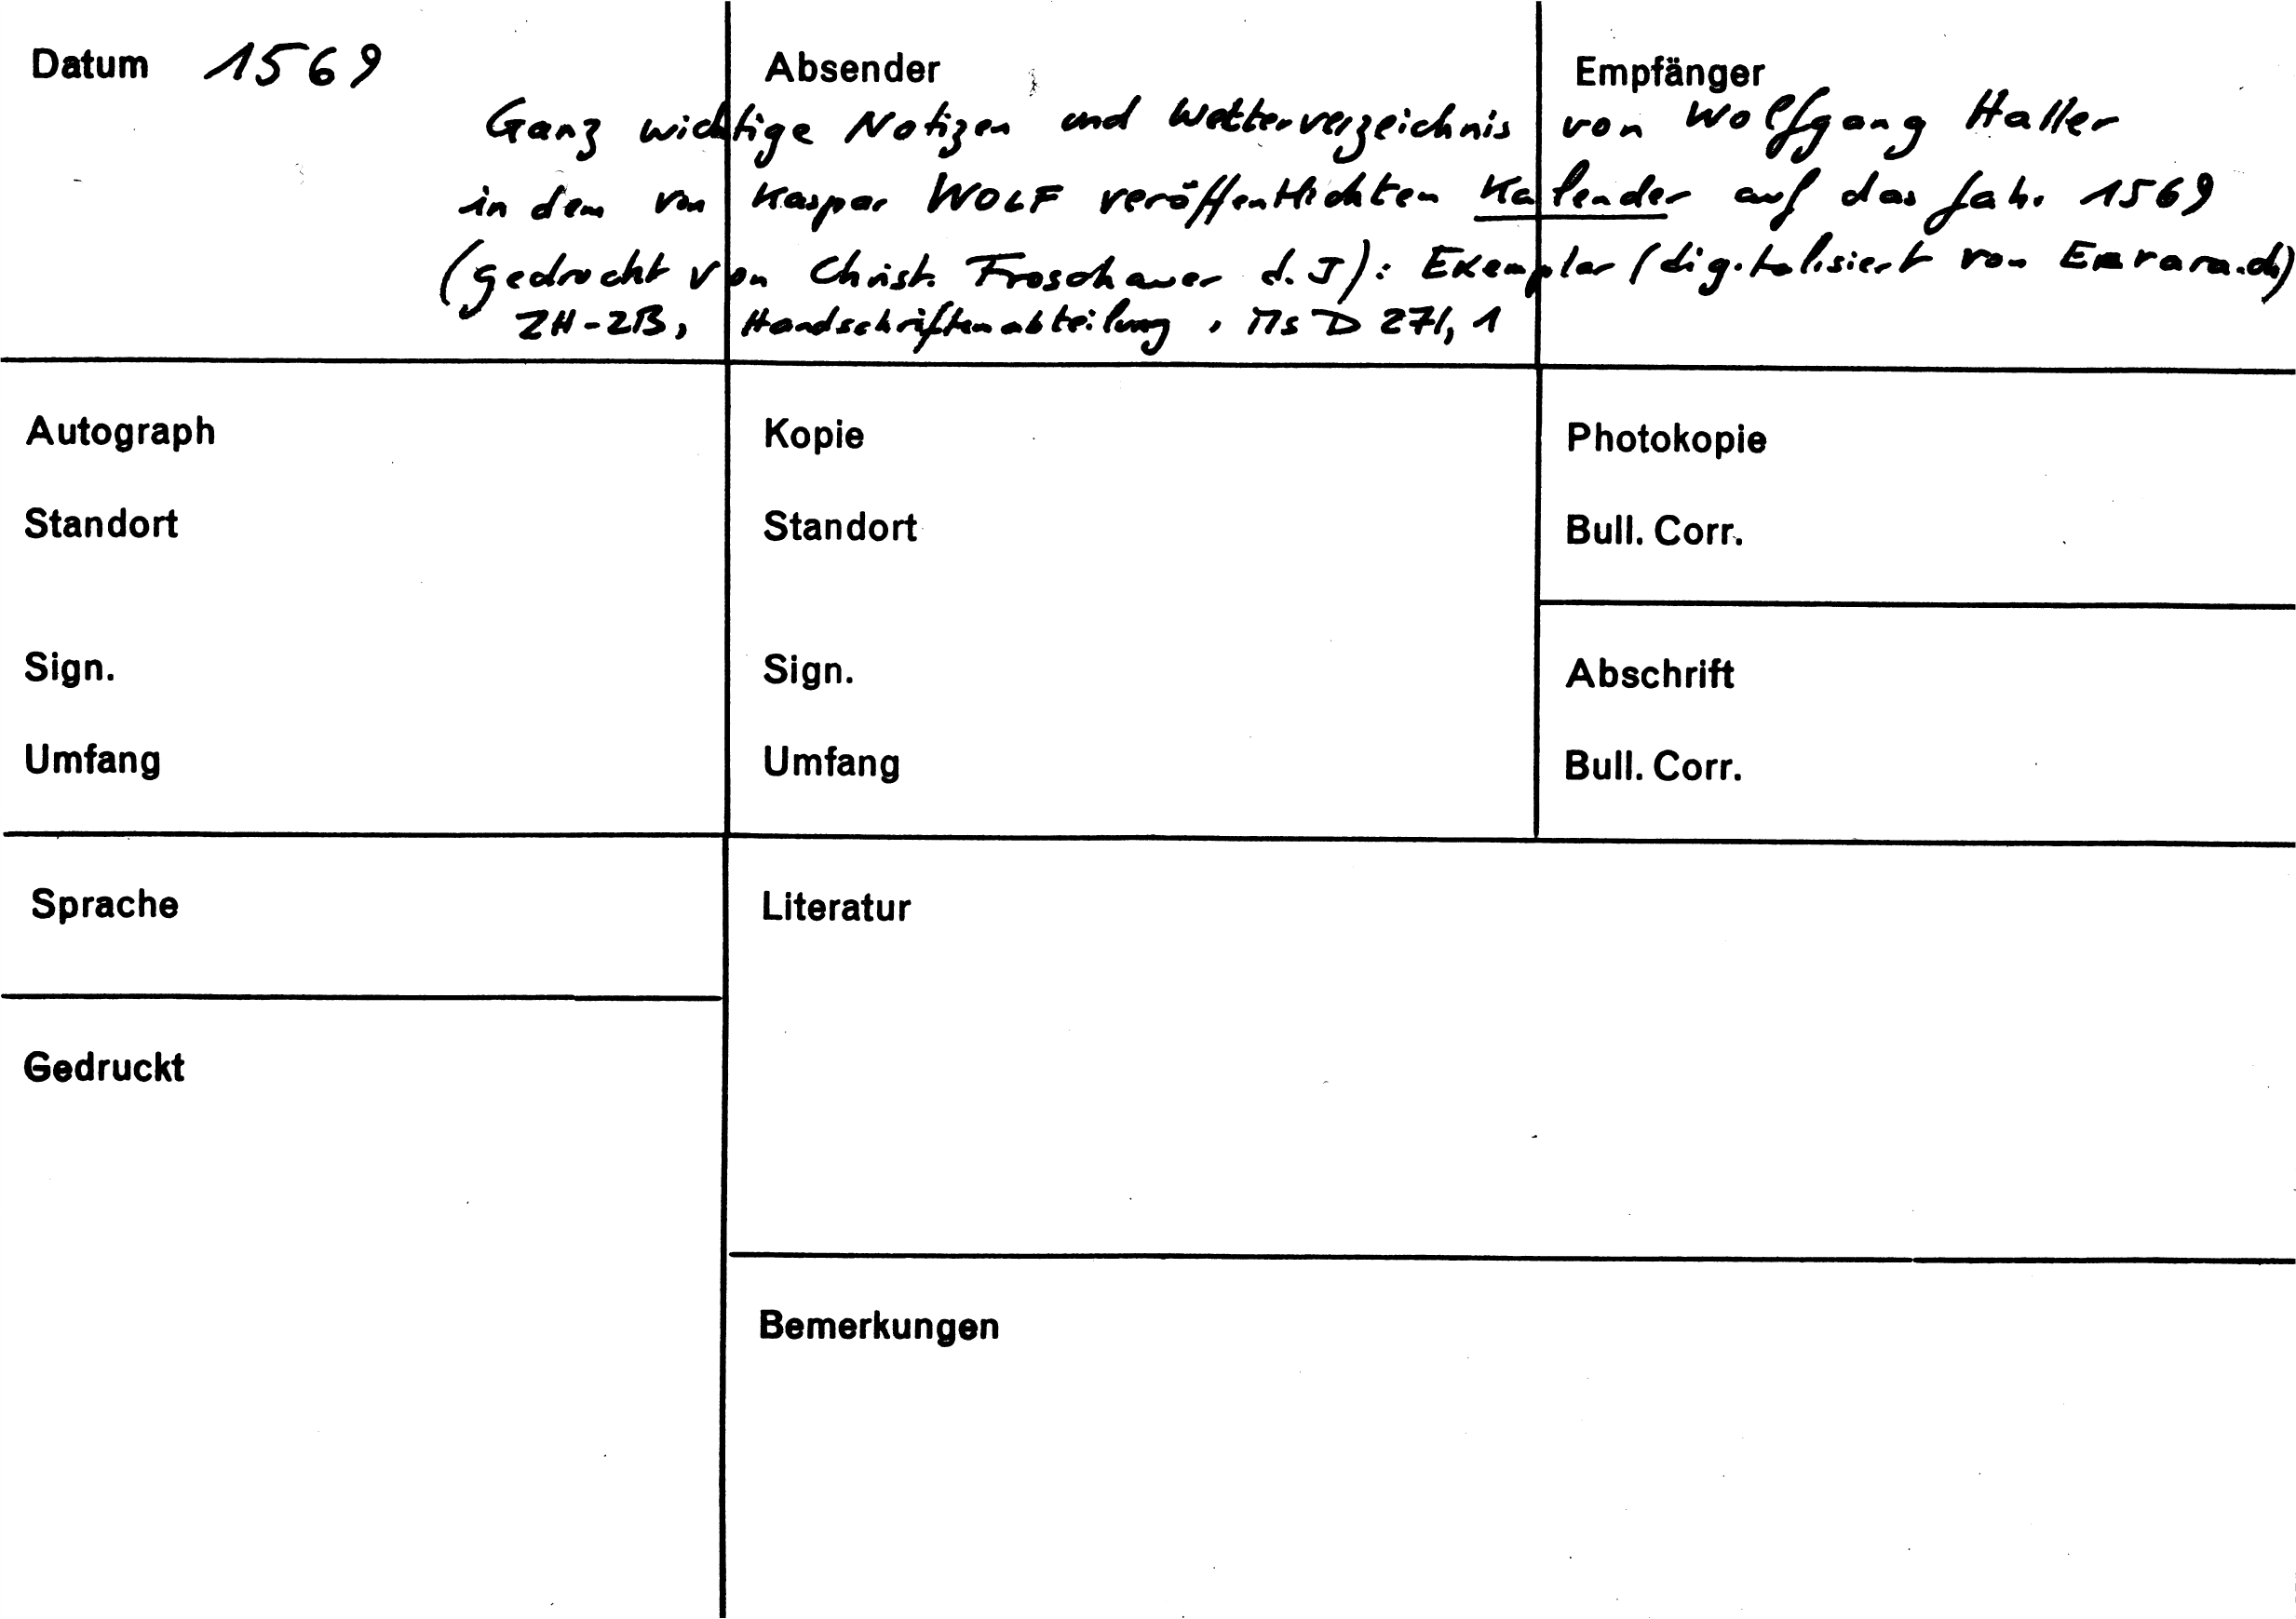 Datum 1569
Absender
Empfänger
Ganz wichtige Notizen und Wetterverzeichnis von Wolfgang Haller
in dem von Kaspar WOLF veröffentlichten Kalender auf das Jahr 1569
(gedruckt von Christ. Froschauer d. J): Exemplar (digitalisiert von Erara.ch)
ZH-ZB, Handschriftenabteilung, Ms D 271, 1
Autograph
Kopie
Photokopie
Standort
Standort
Bull. Corr.
Sign.
Sign.
Abschrift
Umfang
Umfang
Bull. Corr.
Sprache
Literatur
Gedruckt
Bemerkungen